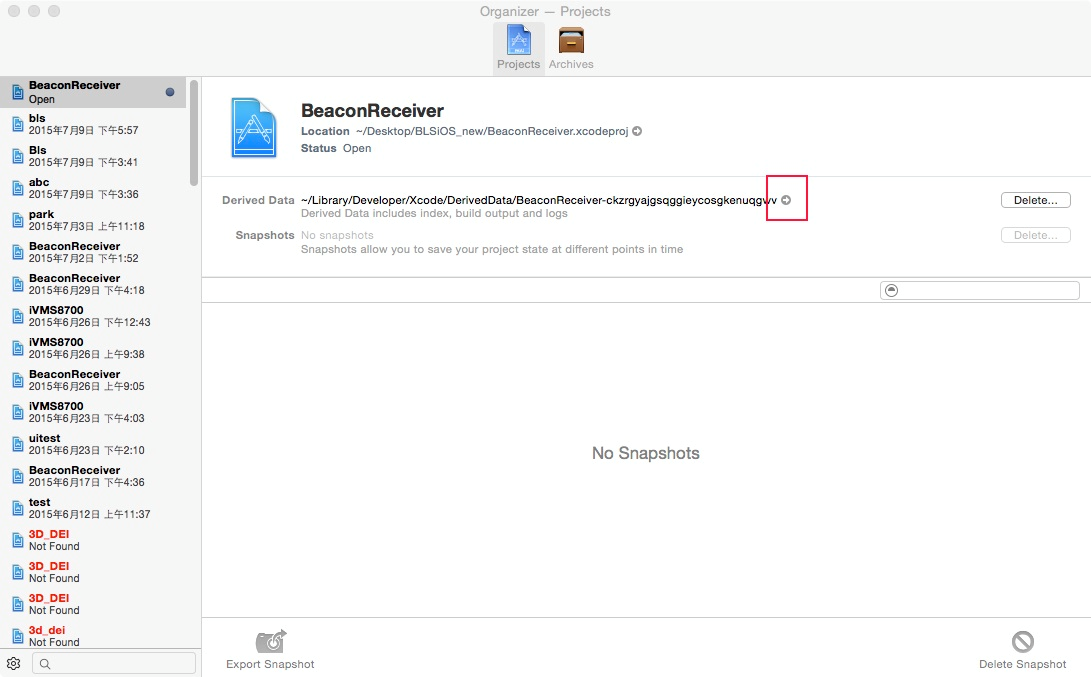 Organizer — Projects
Projects
Archives
BeaconReceiver
Open
bls
2015年7月9日 下午5:57
Bls
2015年7月9日 下午3:41
abc
2015年7月9日 下午3:36
park
2015年7月3日 上午11:18
BeaconReceiver
2015年7月2日 下午1:52
BeaconReceiver
2015年6月29日 下午4:18
iVMS8700
2015年6月26日 下午12:43
iVMS8700
2015年6月26日 上午9:38
BeaconReceiver
2015年6月26日 上午9:05
iVMS8700
2015年6月23日 下午4:03
uitest
2015年6月23日 下午2:10
BeaconReceiver
2015年6月17日 下午4:36
test
2015年6月12日 上午11:37
3D_DEI
Not Found
3D_DEI
Not Found
3D_DEI
Not Found
3d_dei
Not Found
BeaconReceiver
Location ~/Desktop/BLSiOS_new/BeaconReceiver.xcodeproj
Status Open
Derived Data ~/Library/Developer/Xcode/DerivedData/BeaconReceiver-ckzrgyajgsqggieycosgkenuqgwv
Delete...
Derived Data includes index, build output and logs
Snapshots No snapshots
Delete...
Snapshots allow you to save your project state at different points in time
No Snapshots
Export Snapshot
Delete Snapshot